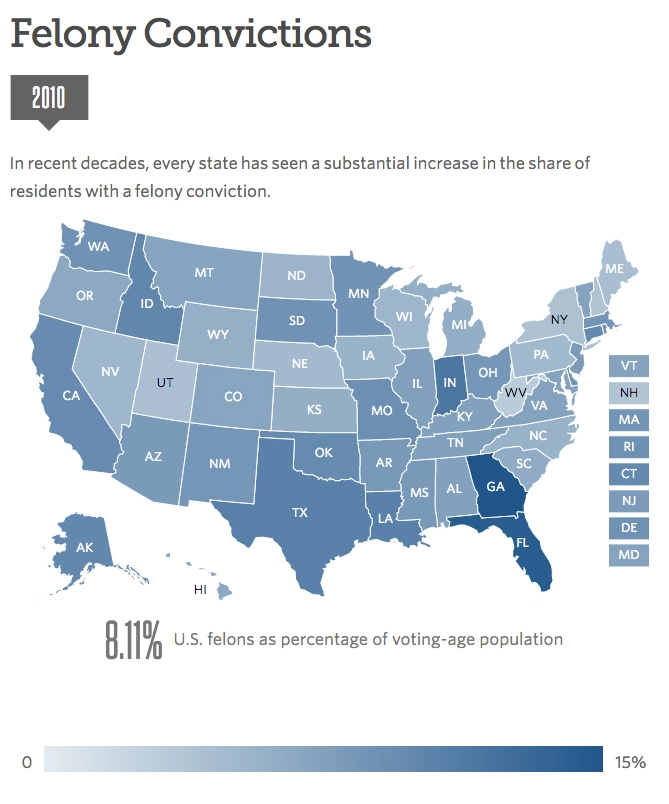 Felony Convictions
2010
In recent decades, every state has seen a substantial increase in the share of
residents with a felony conviction.
WA
MT
ND
MN
ME
OR
ID
SD
WI
MI
NY
WY
IA
PA
NV
UT
NE
IL
IN
OH
WV
VA
CA
CO
KS
MO
KY
NC
AZ
NM
OK
AR
TN
SC
TX
LA
MS
AL
GA
FL
AK
HI
VT
NH
MA
RI
CT
NJ
DE
MD
8.11% U.S. felons as percentage of voting-age population
0 15%